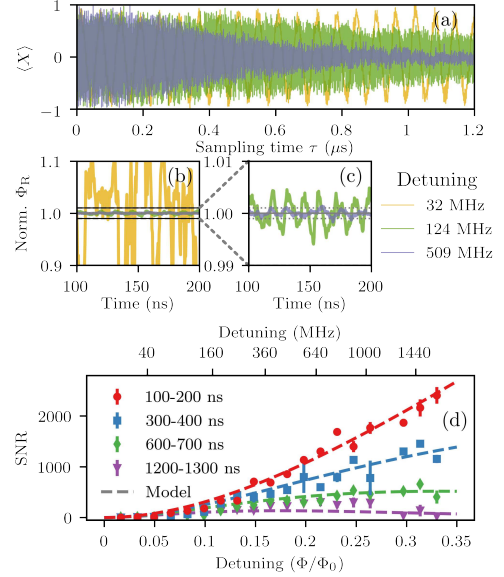 (a)
1
0
−1
⟨X⟩
0 0.2 0.4 0.6 0.8 1.0 1.2
Sampling time τ (μs)
(b)
1.1
1.0
0.9
Norm. Φ_R
100 150 200
Time (ns)
(c)
1.01
1.00
0.99
100 150 200
Time (ns)
Detuning
32 MHz
124 MHz
509 MHz
Detuning (MHz)
40 160 360 640 1000 1440
(d)
100-200 ns
300-400 ns
600-700 ns
1200-1300 ns
Model
2000
1000
0
SNR
0 0.05 0.1 0.15 0.2 0.25 0.3 0.35
Detuning (Φ/Φ₀)